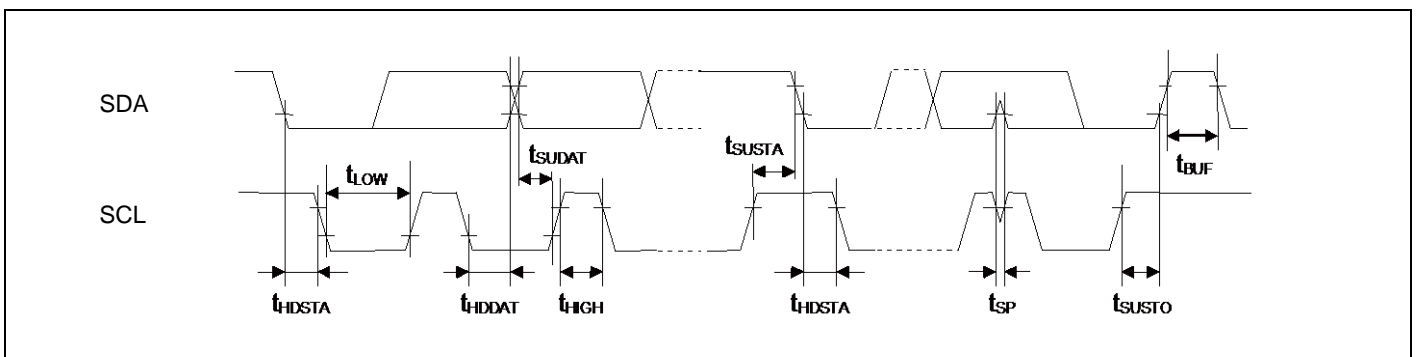 SDA
tSUDAT
tSUSTA
tBUF
tLOW
SCL
tHDSTA
tHDDAT
tHIGH
tHDSTA
tSP
tSUSTO